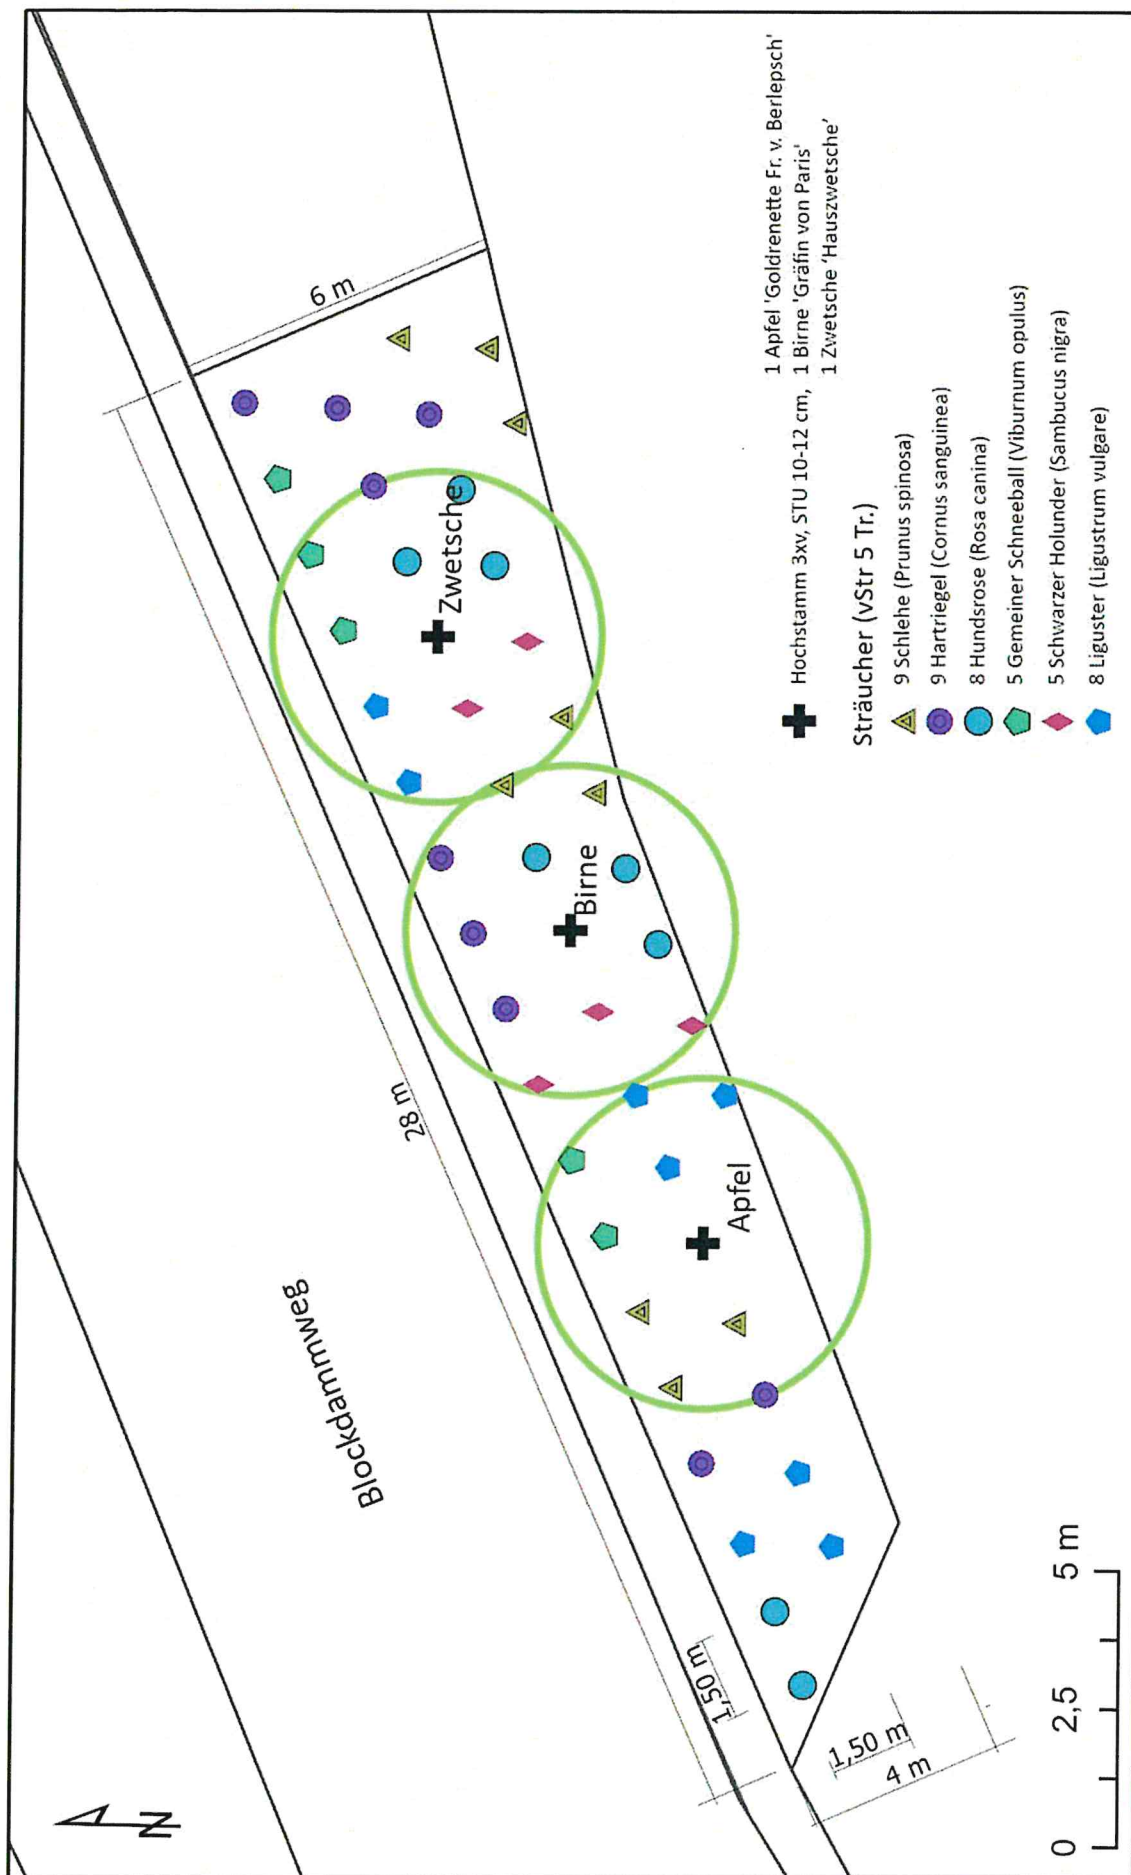 Blockdammweg
28 m
6 m
Zwetsche
Birne
Apfel
1,50 m
1,50 m
4 m
N
0 2,5 5 m
Hochstamm 3xv, STU 10-12 cm, 1 Apfel 'Goldrenette Fr. v. Berlepsch'
1 Birne 'Gräfin von Paris'
1 Zwetsche 'Hauszwetsche'
Sträucher (vStr 5 Tr.)
9 Schlehe (Prunus spinosa)
9 Hartriegel (Cornus sanguinea)
8 Hundsrose (Rosa canina)
5 Gemeiner Schneeball (Viburnum opulus)
5 Schwarzer Holunder (Sambucus nigra)
8 Liguster (Ligustrum vulgare)